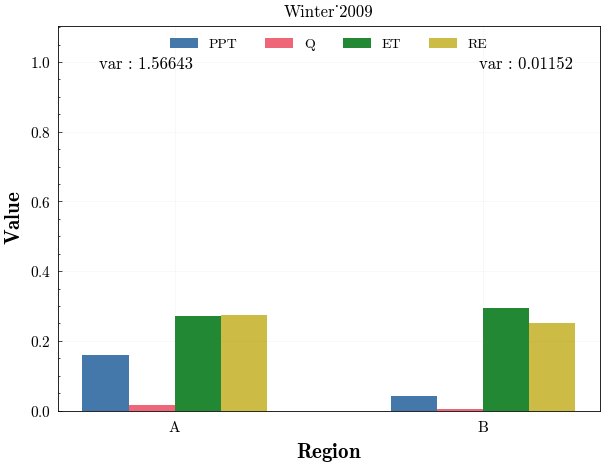 Winter˙2009
PPT Q ET RE
var : 1.56643 var : 0.01152
1.0
0.8
0.6
0.4
0.2
0.0
Value
A B
Region